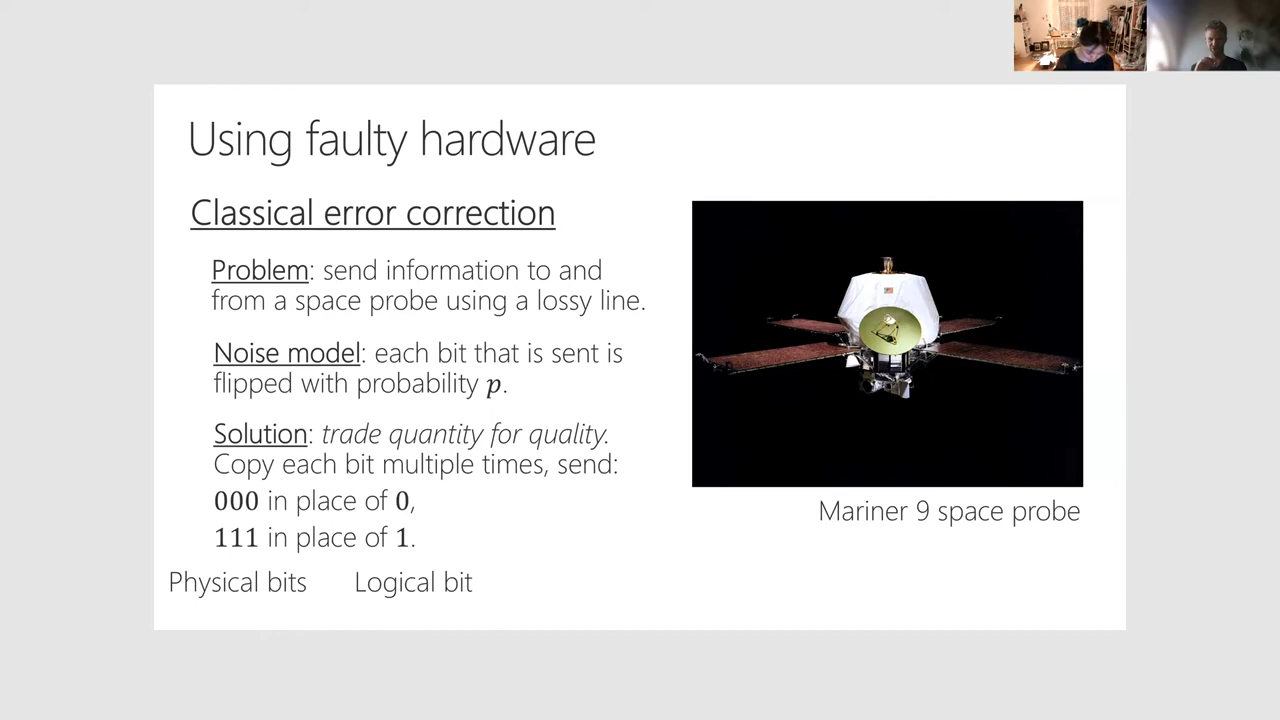 Using faulty hardware
Classical error correction
Problem: send information to and
from a space probe using a lossy line.
Noise model: each bit that is sent is
flipped with probability p.
Solution: trade quantity for quality.
Copy each bit multiple times, send:
000 in place of 0,
111 in place of 1.
Physical bits Logical bit
Mariner 9 space probe